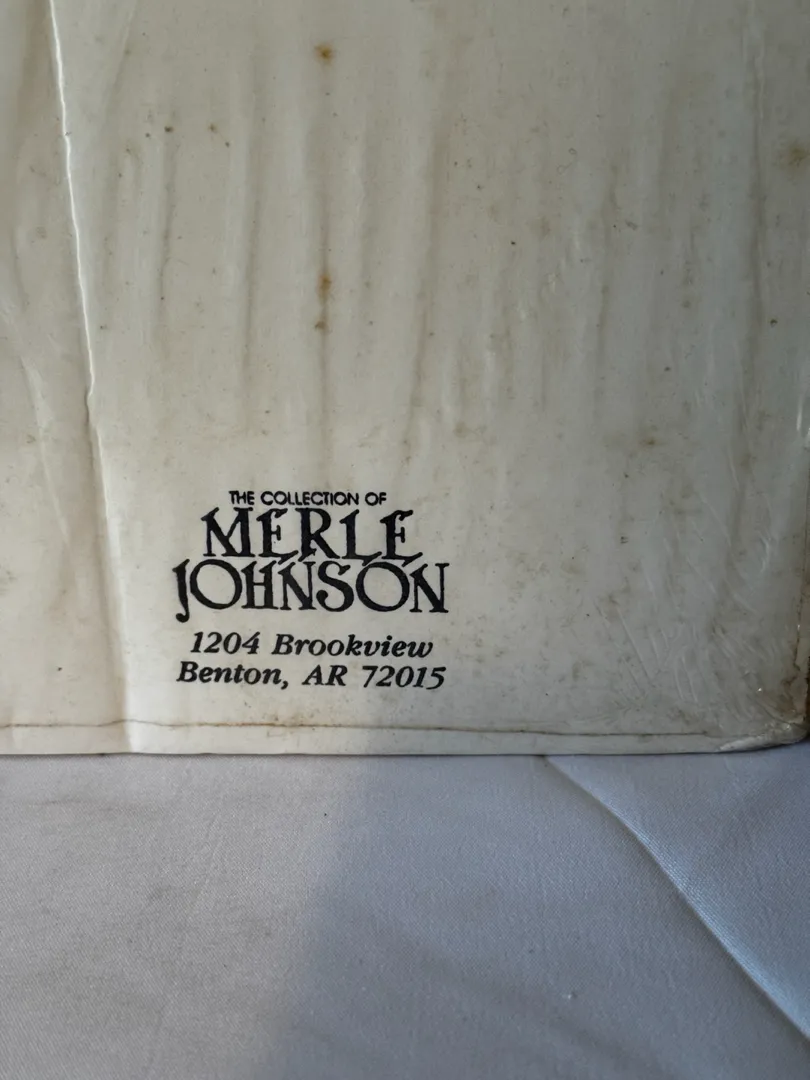 THE COLLECTION OF
MERLE
JOHNSON
1204 Brookview
Benton, AR 72015